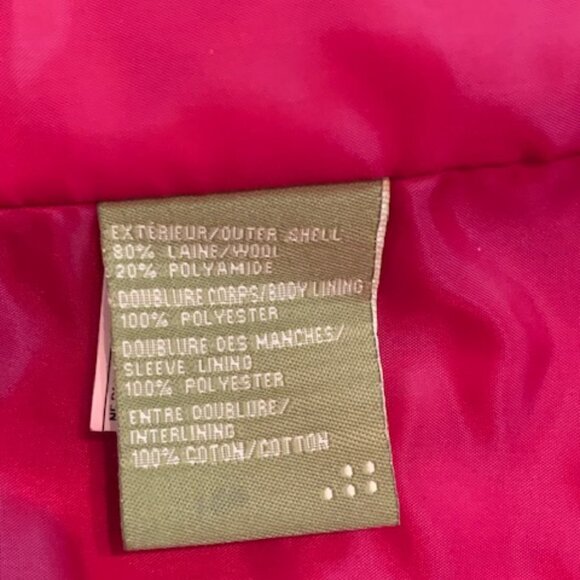 EXTÉRIEUR/OUTER SHELL
80% LAINE/WOOL
20% POLYAMIDE
DOUBLURE CORPS/BODY LINING
100% POLYESTER
DOUBLURE DES MANCHES/
SLEEVE LINING
100% POLYESTER
ENTRE DOUBLURE/
INTERLINING
100% COTON/COTTON